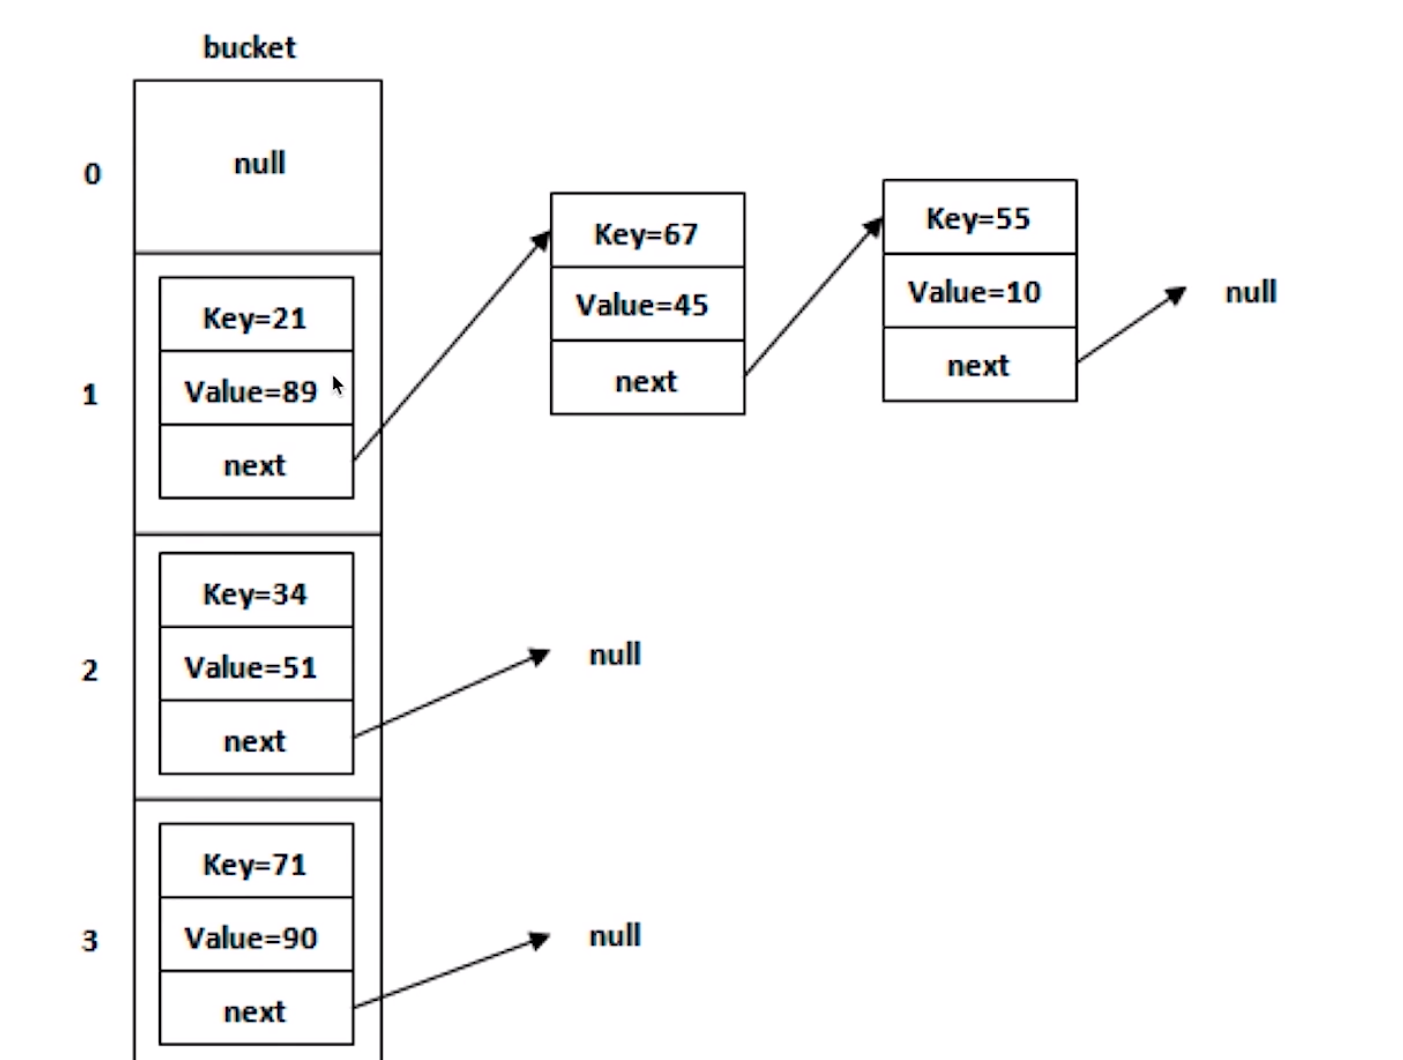 bucket
0
null
1
Key=21
Value=89
next
Key=67
Value=45
next
Key=55
Value=10
next
null
2
Key=34
Value=51
next
null
3
Key=71
Value=90
next
null